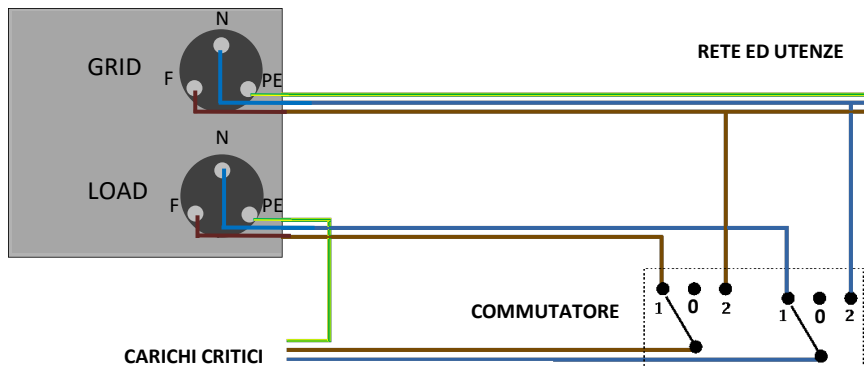 N
GRID
F
PE
RETE ED UTENZE
N
LOAD
F
PE
COMMUTATORE
1 0 2 1 0 2
CARICHI CRITICI